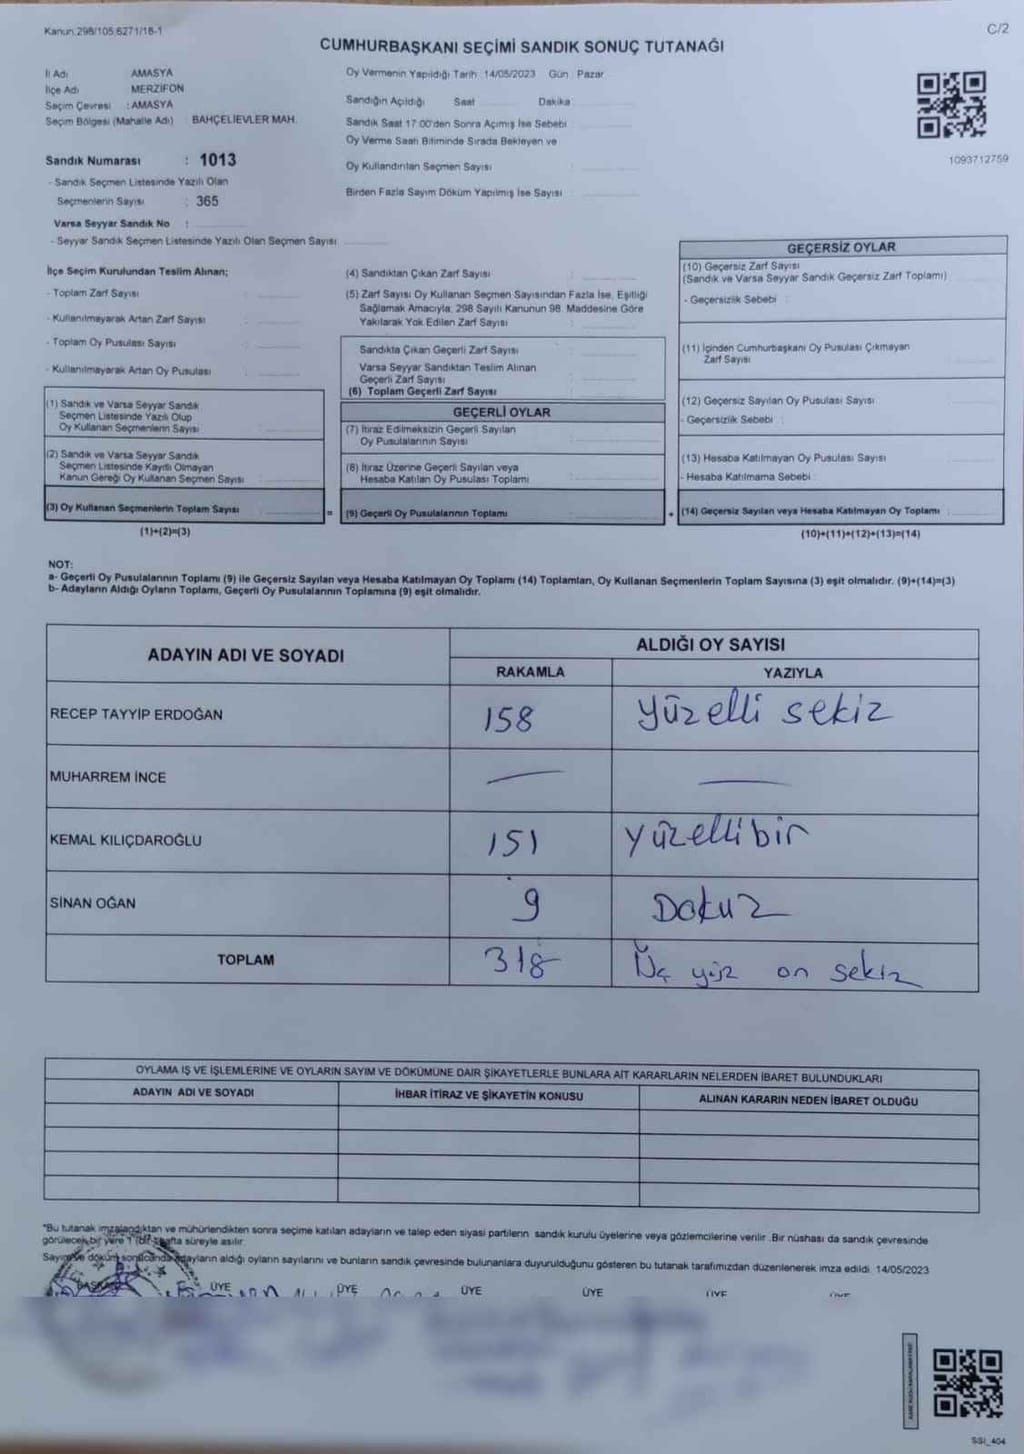 Kanun 298/105,6271/18-1
C/2
CUMHURBAŞKANI SEÇİMİ SANDIK SONUÇ TUTANAĞI
İl Adı AMASYA
İlçe Adı MERZİFON
Seçim Çevresi : AMASYA
Seçim Bölgesi (Mahalle Adı) BAHÇELİEVLER MAH.
Sandık Numarası : 1013
- Sandık Seçmen Listesinde Yazılı Olan
Seçmenlerin Sayısı : 365
Varsa Seyyar Sandık No :
- Seyyar Sandık Seçmen Listesinde Yazılı Olan Seçmen Sayısı
Oy Vermenin Yapıldığı Tarih 14/05/2023 Gün Pazar
Sandığın Açıldığı Saat Dakika
Sandık Saat 17:00'den Sonra Açımış İse Sebebi
Oy Verme Saati Bitiminde Sırada Bekleyen ve
Oy Kullandırılan Seçmen Sayısı
Birden Fazla Sayım Döküm Yapılmış İse Sayısı
1093712759
İlçe Seçim Kurulundan Teslim Alınan;
- Toplam Zarf Sayısı
- Kullanılmayarak Artan Zarf Sayısı
- Toplam Oy Pusulası Sayısı
- Kullanılmayarak Artan Oy Pusulası
(1) Sandık ve Varsa Seyyar Sandık
Seçmen Listesinde Yazılı Olup
Oy Kullanan Seçmenlerin Sayısı
(2) Sandık ve Varsa Seyyar Sandık
Seçmen Listesinde Kayıtlı Olmayan
Kanun Gereği Oy Kullanan Seçmen Sayısı
(3) Oy Kullanan Seçmenlerin Toplam Sayısı
(1)+(2)=(3)
(4) Sandıktan Çıkan Zarf Sayısı
(5) Zarf Sayısı Oy Kullanan Seçmen Sayısından Fazla İse, Eşitliği
Sağlamak Amacıyla, 298 Sayılı Kanunun 98. Maddesine Göre
Yakılarak Yok Edilen Zarf Sayısı
Sandıkta Çıkan Geçerli Zarf Sayısı
Varsa Seyyar Sandıktan Teslim Alınan
Geçerli Zarf Sayısı
(6) Toplam Geçerli Zarf Sayısı
GEÇERLİ OYLAR
(7) İtiraz Edilmeksizin Geçerli Sayılan
Oy Pusulalarının Sayısı
(8) İtiraz Üzerine Geçerli Sayılan veya
Hesaba Katılan Oy Pusulası Toplamı
= (9) Geçerli Oy Pusulalarının Toplamı
GEÇERSİZ OYLAR
(10) Geçersiz Zarf Sayısı
(Sandık ve Varsa Seyyar Sandık Geçersiz Zarf Toplamı)
- Geçersizlik Sebebi :
(11) İçinden Cumhurbaşkanı Oy Pusulası Çıkmayan
Zarf Sayısı
(12) Geçersiz Sayılan Oy Pusulası Sayısı
- Geçersizlik Sebebi :
(13) Hesaba Katılmayan Oy Pusulası Sayısı
- Hesaba Katılmama Sebebi
+ (14) Geçersiz Sayılan veya Hesaba Katılmayan Oy Toplamı
(10)+(11)+(12)+(13)=(14)
NOT:
a- Geçerli Oy Pusulalarının Toplamı (9) ile Geçersiz Sayılan veya Hesaba Katılmayan Oy Toplamı (14) Toplamları, Oy Kullanan Seçmenlerin Toplam Sayısına (3) eşit olmalıdır. (9)+(14)=(3)
b- Adayların Aldığı Oyların Toplamı, Geçerli Oy Pusulalarının Toplamına (9) eşit olmalıdır.
ADAYIN ADI VE SOYADI
ALDIĞI OY SAYISI
RAKAMLA YAZIYLA
RECEP TAYYİP ERDOĞAN 158 Yüzelli sekiz
MUHARREM İNCE — —
KEMAL KILIÇDAROĞLU 151 Yüzellibir
SİNAN OĞAN 9 Dokuz
TOPLAM 318 Üç yüz on sekiz
OYLAMA İŞ VE İŞLEMLERİNE VE OYLARIN SAYIM VE DÖKÜMÜNE DAİR ŞİKAYETLERLE BUNLARA AİT KARARLARIN NELERDEN İBARET BULUNDUKLARI
ADAYIN ADI VE SOYADI İHBAR İTİRAZ VE ŞİKAYETİN KONUSU ALINAN KARARIN NEDEN İBARET OLDUĞU
*Bu tutanak imzalandıktan ve mühürlendikten sonra seçime katılan adayların ve talep eden siyasi partilerin sandık kurulu üyelerine veya gözlemcilerine verilir. Bir nüshası da sandık çevresinde
görülecek bir yere 1 (bir) hafta süreyle asılır.
Sayım ve döküm sonucunda adayların aldığı oyların sayılarını ve bunların sandık çevresinde bulunanlara duyurulduğunu gösteren bu tutanak tarafımızdan düzenlenerek imza edildi. 14/05/2023
BAŞKAN ÜYE ÜYE ÜYE ÜYE ÜYE ÜYE
SSI_404